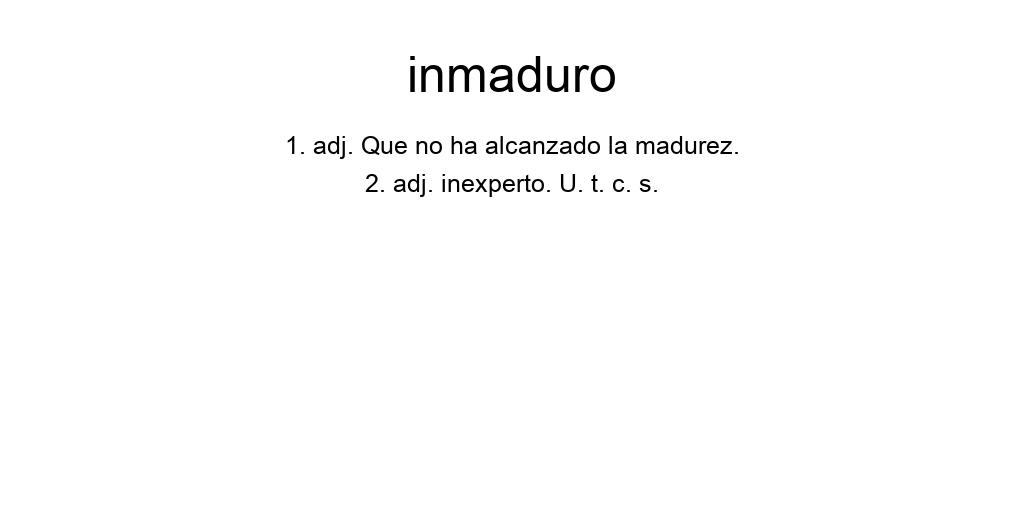 inmaduro
1. adj. Que no ha alcanzado la madurez.
2. adj. inexperto. U. t. c. s.